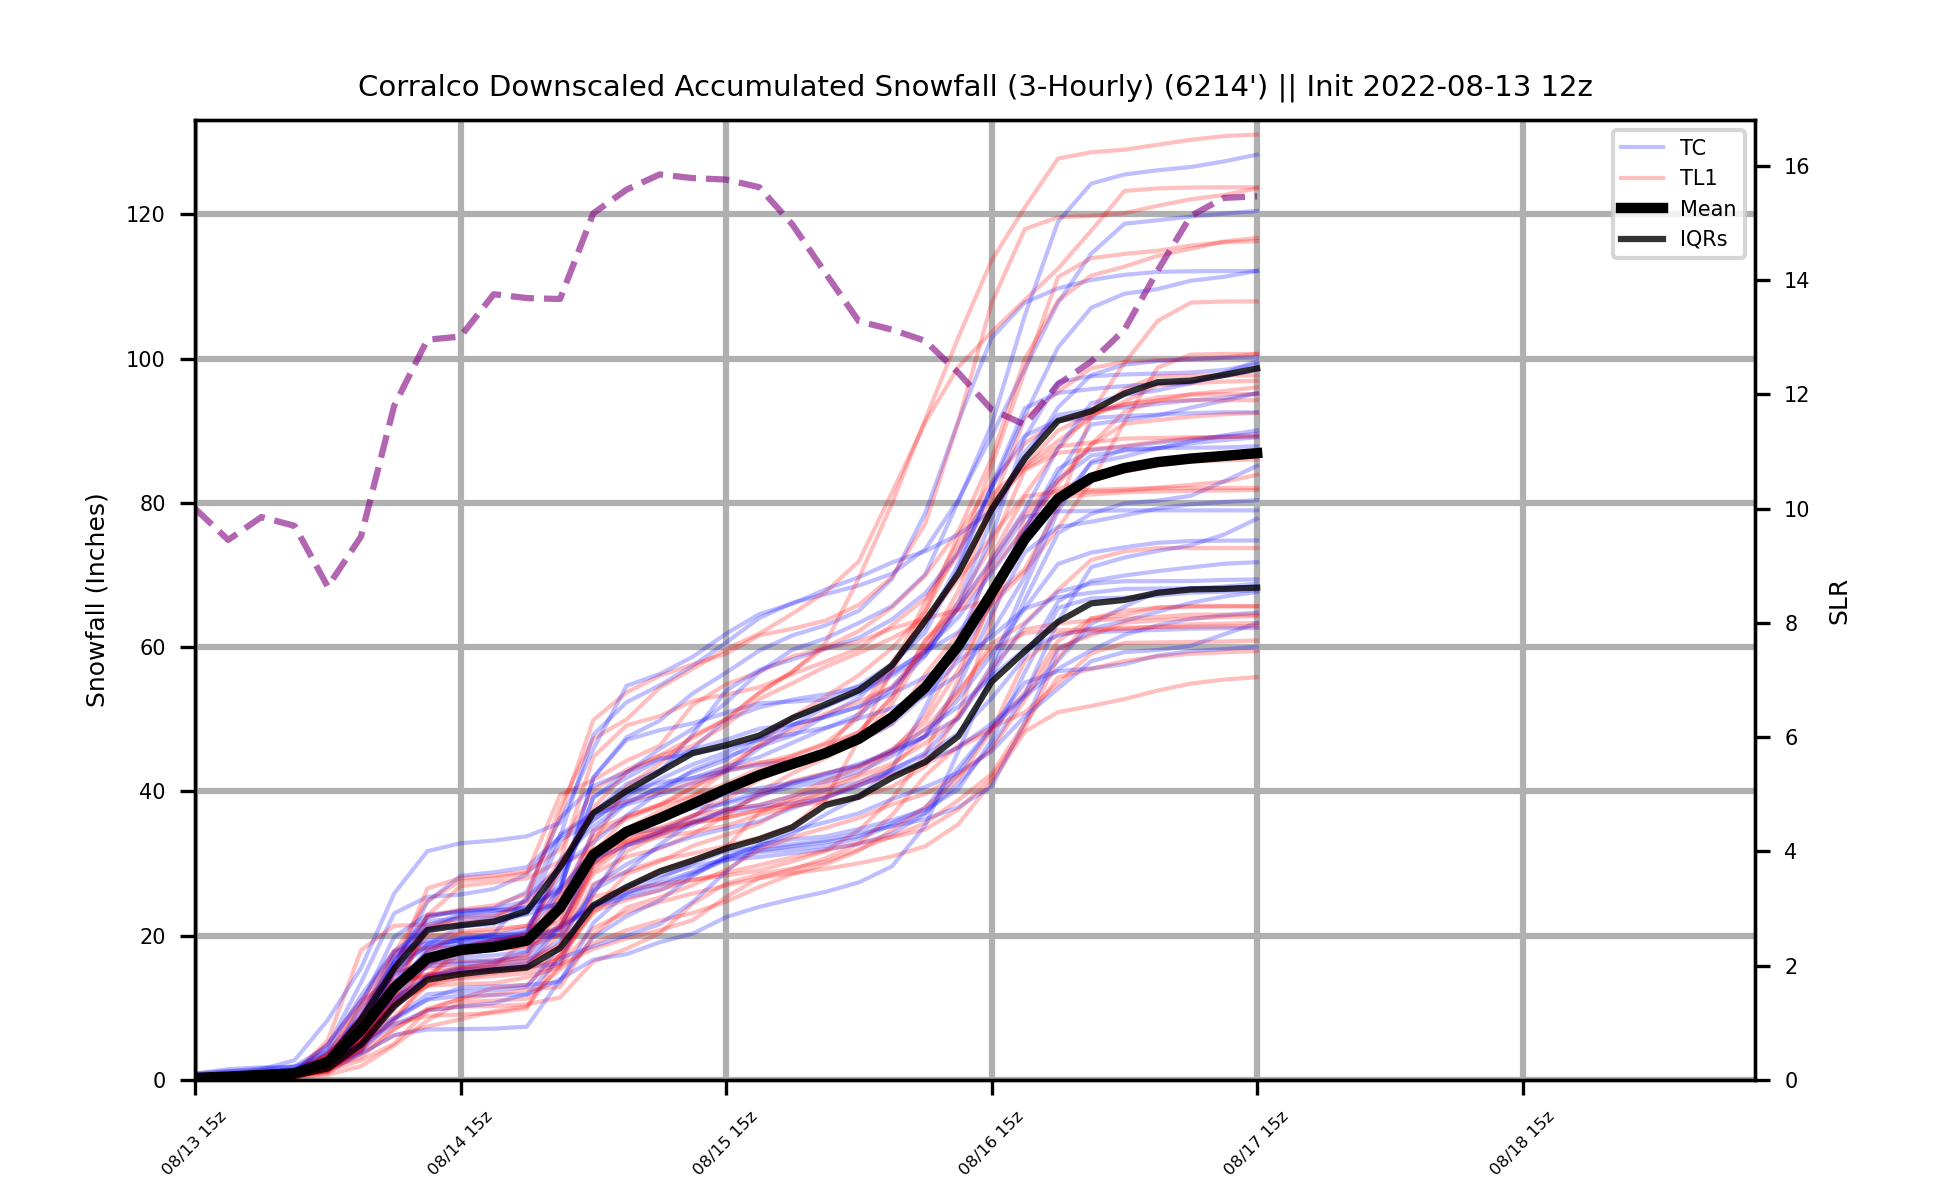 Corralco Downscaled Accumulated Snowfall (3-Hourly) (6214') || Init 2022-08-13 12z
TC
TL1
Mean
IQRs
Snowfall (Inches)
120
100
80
60
40
20
0
16
14
12
10
8
6
4
2
0
SLR
08/13 15z
08/14 15z
08/15 15z
08/16 15z
08/17 15z
08/18 15z